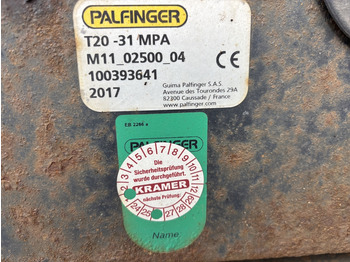 PALFINGER
T20 -31 MPA
M11_02500_04
100393641
2017
CE
Guima Palfinger S.A.S.
Avenue des Tourondes 29A
82300 Caussade / France
www.palfinger.com
EB 2286 a
PALFINGER
1 2 3 4 5 6 7 8 9 10 11 12
Die
Sicherheitsprüfung
wurde durchgeführt.
KRAMER
nächste Prüfung:
24 25 27 28 29
Name